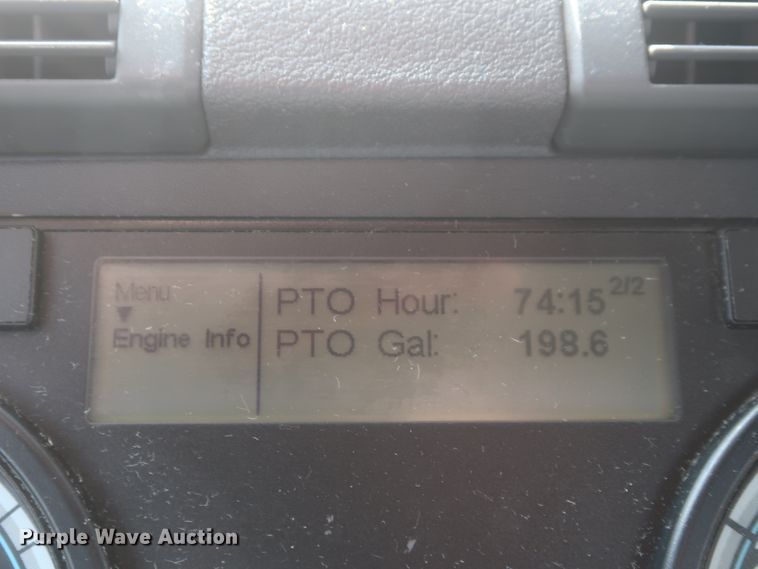 Menu
PTO Hour: 74:15 2/2
▼
Engine Info
PTO Gal: 198.6
Purple Wave Auction